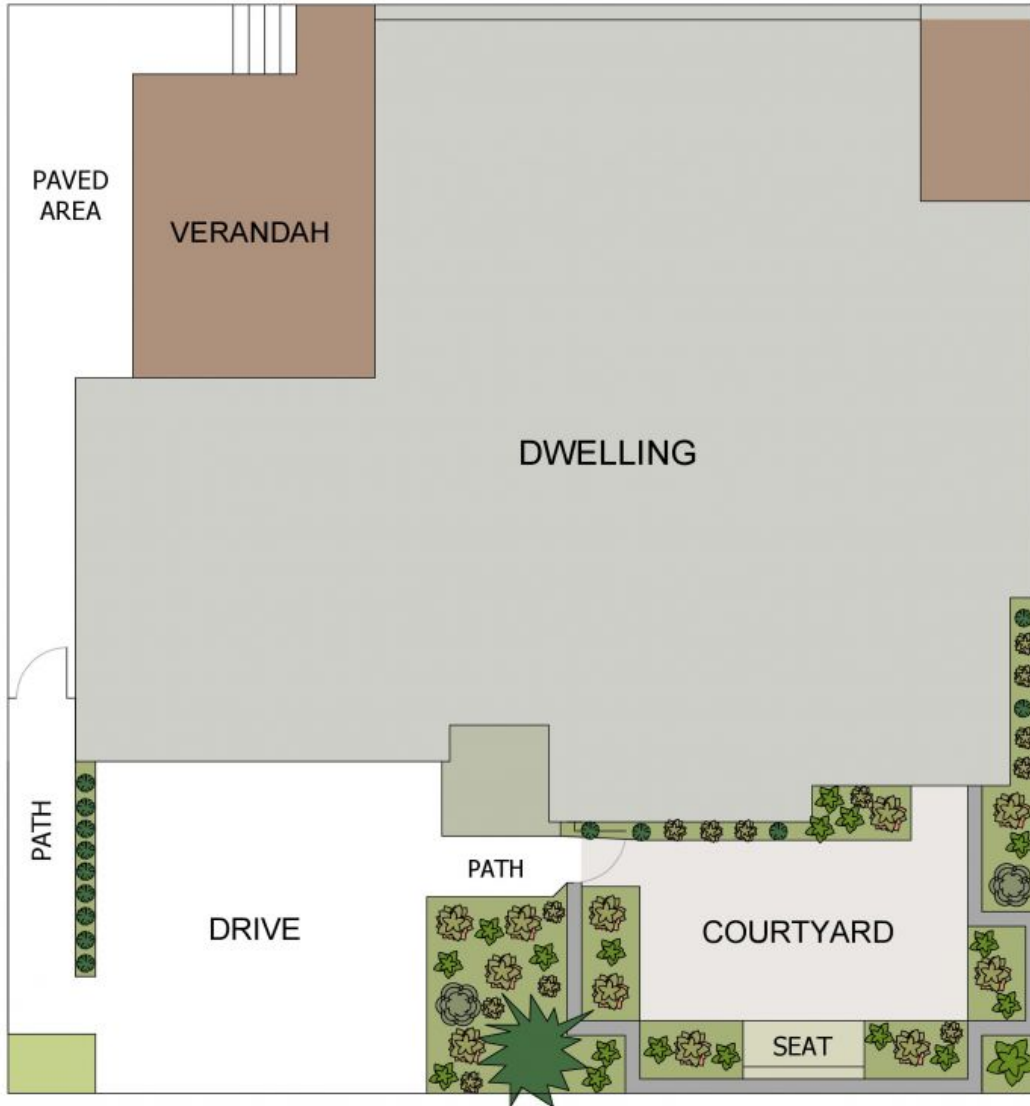 PAVED
AREA
VERANDAH
DWELLING
PATH
PATH
DRIVE
COURTYARD
SEAT